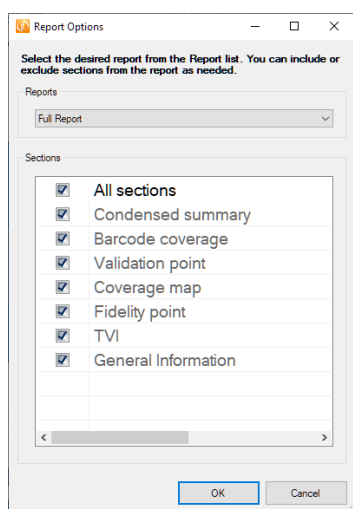 Report Options
Select the desired report from the Report list. You can include or
exclude sections from the report as needed.
Reports
Full Report
Sections
All sections
Condensed summary
Barcode coverage
Validation point
Coverage map
Fidelity point
TVI
General Information
OK
Cancel